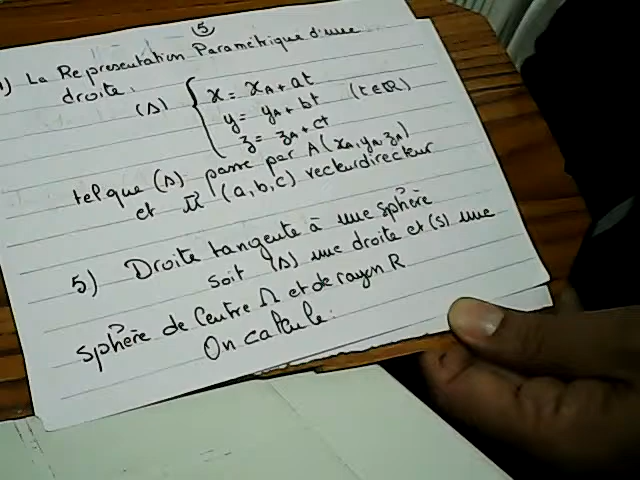 5
1) La Representation Parametrique d'une
droite.
(Δ) { x = xA + at
y = yA + bt (t∈ℝ)
z = zA + ct
tel que (Δ) passe par A(xA, yA, zA)
et u⃗ (a, b, c) vecteur directeur
5) Droite tangente à une sphère
soit (Δ) une droite et (S) une
sphère de Centre Ω et de rayon R
On calcule: